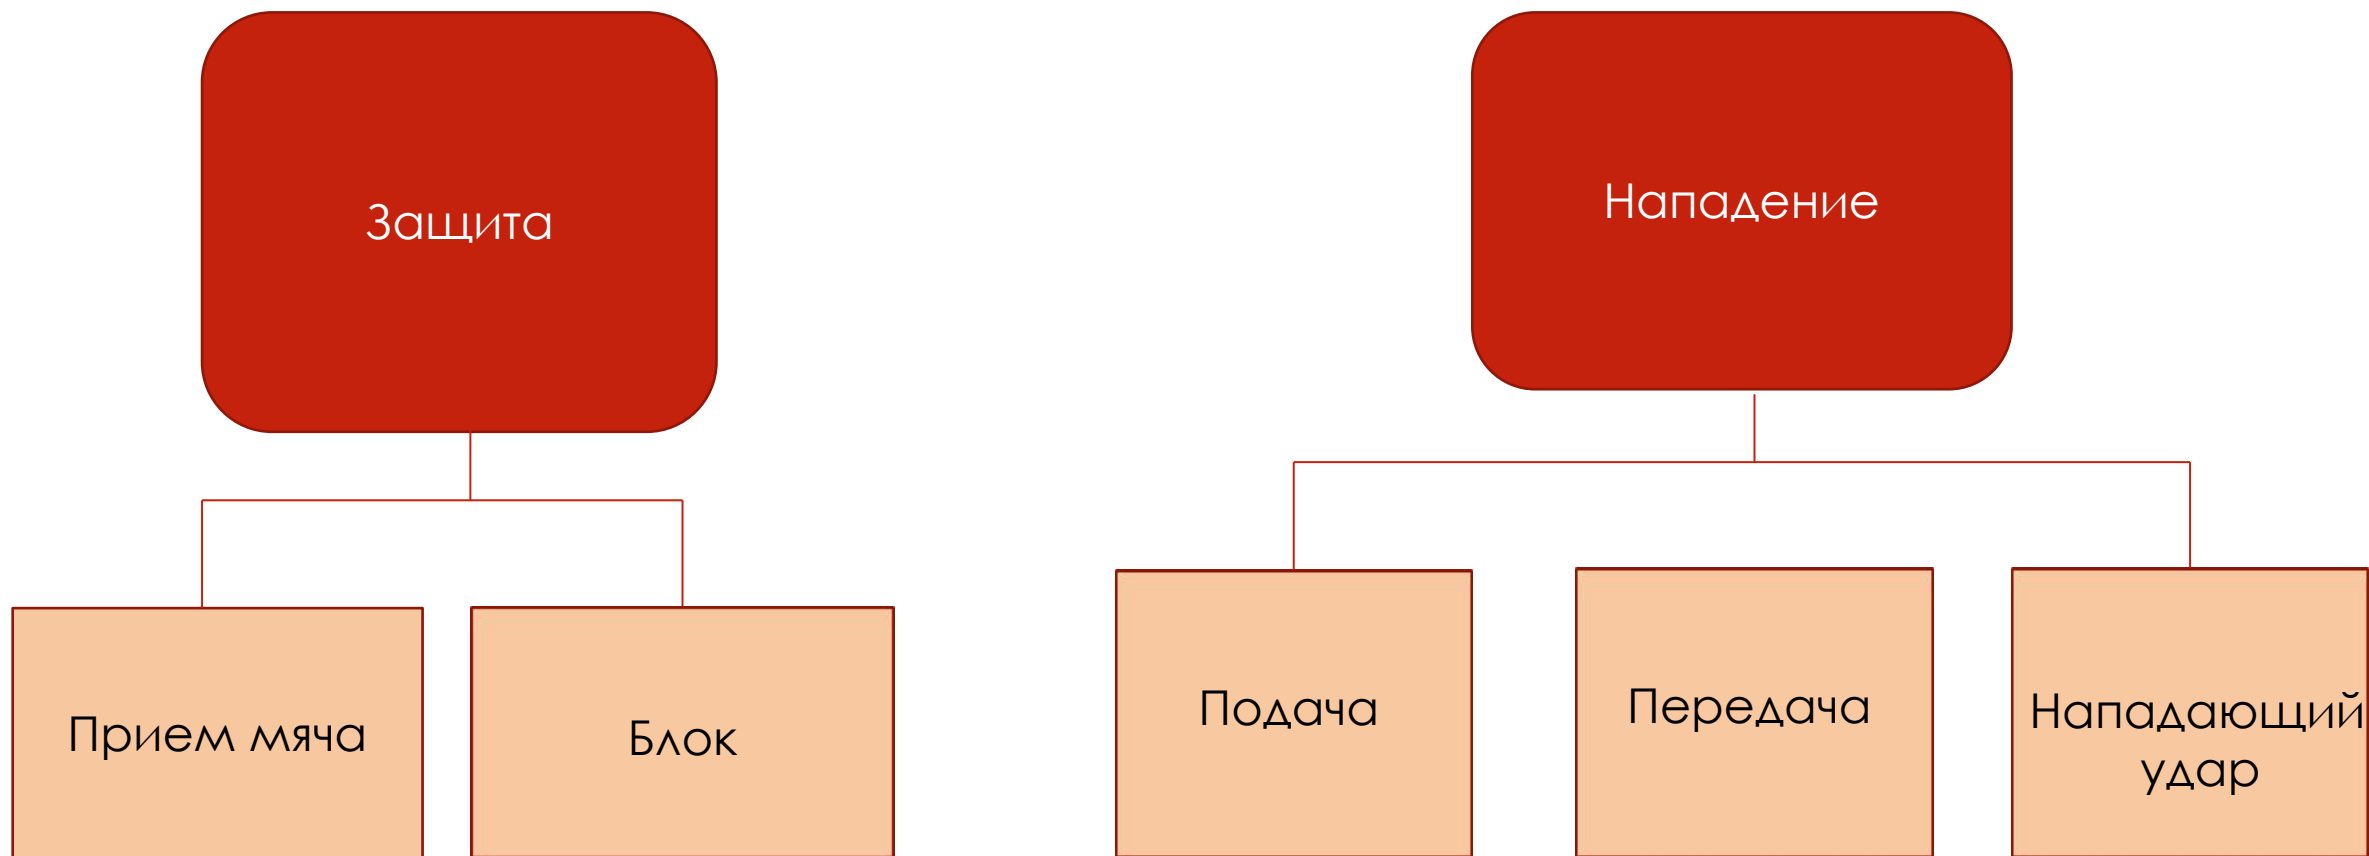 Защита
Нападение
Прием мяча
Блок
Подача
Передача
Нападающий
удар